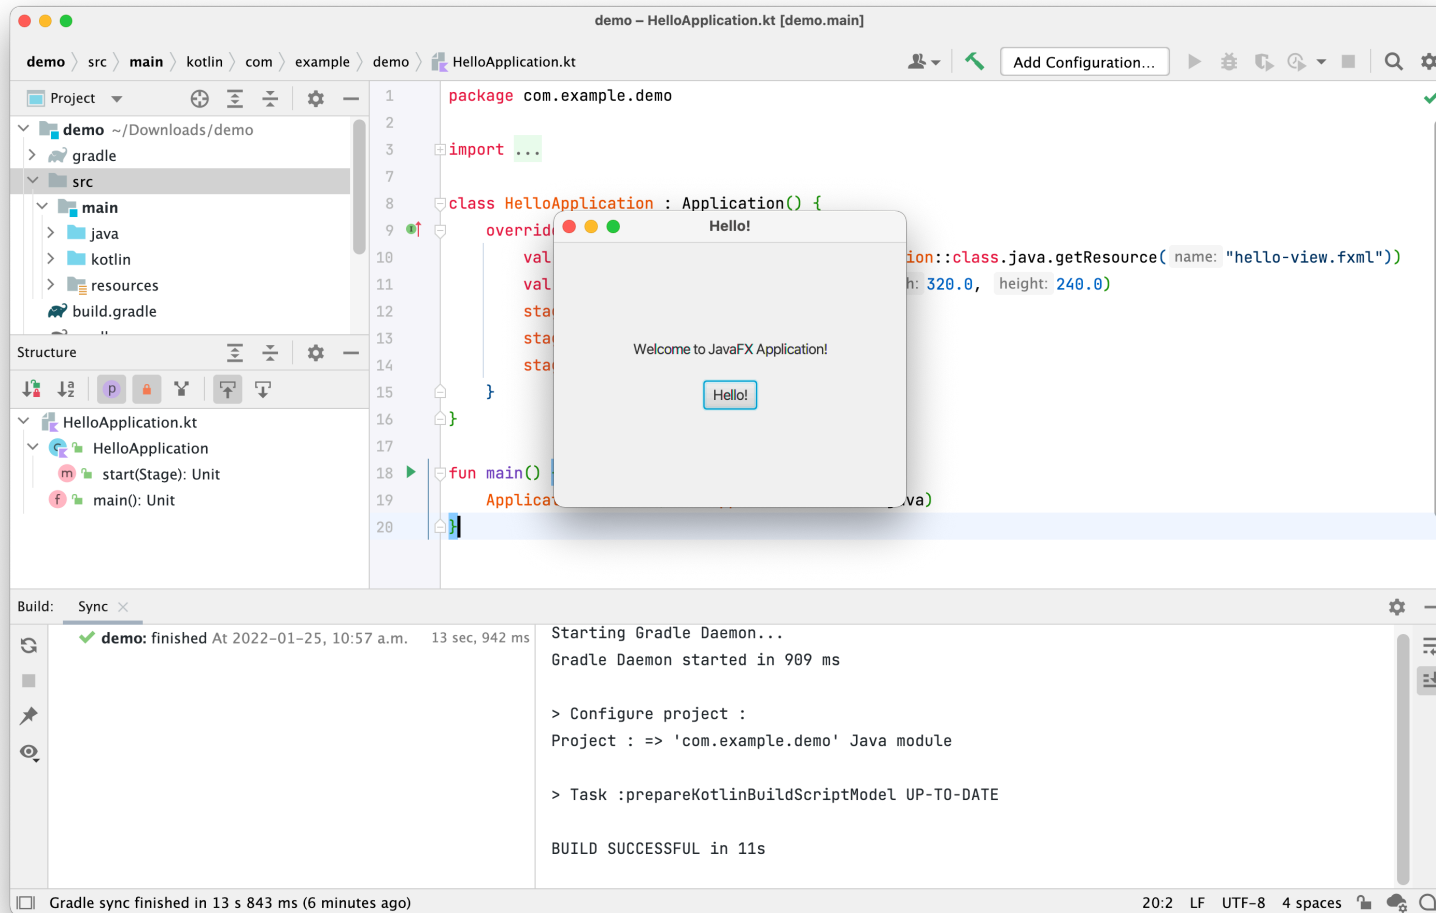 demo – HelloApplication.kt [demo.main]
demo src main kotlin com example demo HelloApplication.kt Add Configuration...
Project
demo ~/Downloads/demo
gradle
src
main
java
kotlin
resources
build.gradle
Structure
HelloApplication.kt
HelloApplication
start(Stage): Unit
main(): Unit
1 package com.example.demo
2
3 import ...
7
8 class HelloApplication : Application() {
9 override
10 val ion::class.java.getResource( name: "hello-view.fxml"))
11 val h: 320.0, height: 240.0)
12 sta
13 sta
14 sta
15 }
16 }
17
18 fun main() {
19 Applicat va)
20 }
Hello!
Welcome to JavaFX Application!
Hello!
Build: Sync
demo: finished At 2022-01-25, 10:57 a.m. 13 sec, 942 ms
Starting Gradle Daemon...
Gradle Daemon started in 909 ms
> Configure project :
Project : => 'com.example.demo' Java module
> Task :prepareKotlinBuildScriptModel UP-TO-DATE
BUILD SUCCESSFUL in 11s
Gradle sync finished in 13 s 843 ms (6 minutes ago) 20:2 LF UTF-8 4 spaces